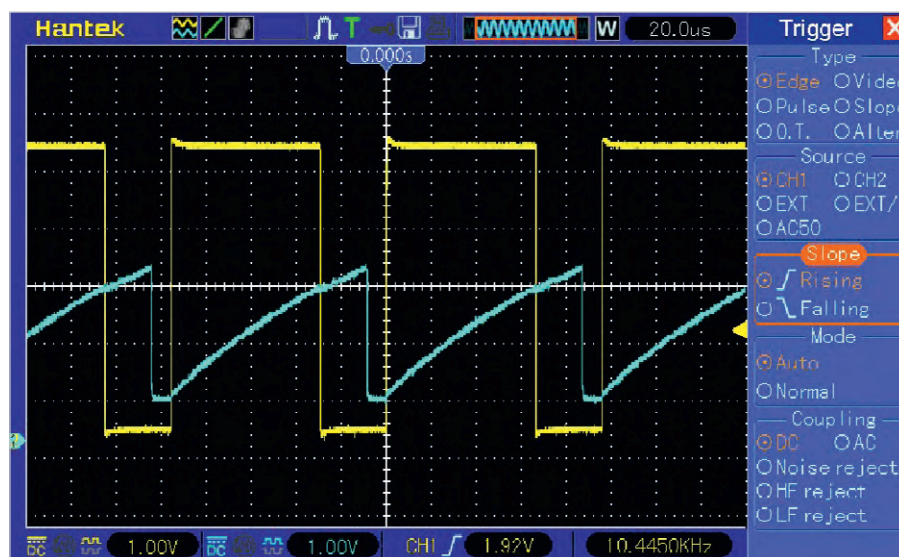 Hantek W 20.0us Trigger
0.000s
Type
Edge Video
Pulse Slope
O.T. Alter
Source
CH1 CH2
EXT EXT/
AC50
Slope
Rising
Falling
Mode
Auto
Normal
Coupling
DC AC
Noise reject
HF reject
LF reject
DC 1.00V DC 1.00V CH1 1.92V 10.4450KHz